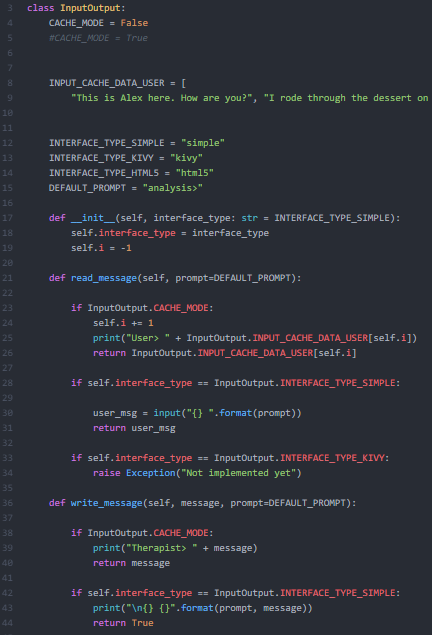 3 class InputOutput:
4 CACHE_MODE = False
5 #CACHE_MODE = True
6
7
8 INPUT_CACHE_DATA_USER = [
9 "This is Alex here. How are you?", "I rode through the dessert on
10
11
12 INTERFACE_TYPE_SIMPLE = "simple"
13 INTERFACE_TYPE_KIVY = "kivy"
14 INTERFACE_TYPE_HTML5 = "html5"
15 DEFAULT_PROMPT = "analysis>"
16
17 def __init__(self, interface_type: str = INTERFACE_TYPE_SIMPLE):
18 self.interface_type = interface_type
19 self.i = -1
20
21 def read_message(self, prompt=DEFAULT_PROMPT):
22
23 if InputOutput.CACHE_MODE:
24 self.i += 1
25 print("User> " + InputOutput.INPUT_CACHE_DATA_USER[self.i])
26 return InputOutput.INPUT_CACHE_DATA_USER[self.i]
27
28 if self.interface_type == InputOutput.INTERFACE_TYPE_SIMPLE:
29
30 user_msg = input("{} ".format(prompt))
31 return user_msg
32
33 if self.interface_type == InputOutput.INTERFACE_TYPE_KIVY:
34 raise Exception("Not implemented yet")
35
36 def write_message(self, message, prompt=DEFAULT_PROMPT):
37
38 if InputOutput.CACHE_MODE:
39 print("Therapist> " + message)
40 return message
41
42 if self.interface_type == InputOutput.INTERFACE_TYPE_SIMPLE:
43 print("\n{} {}".format(prompt, message))
44 return True